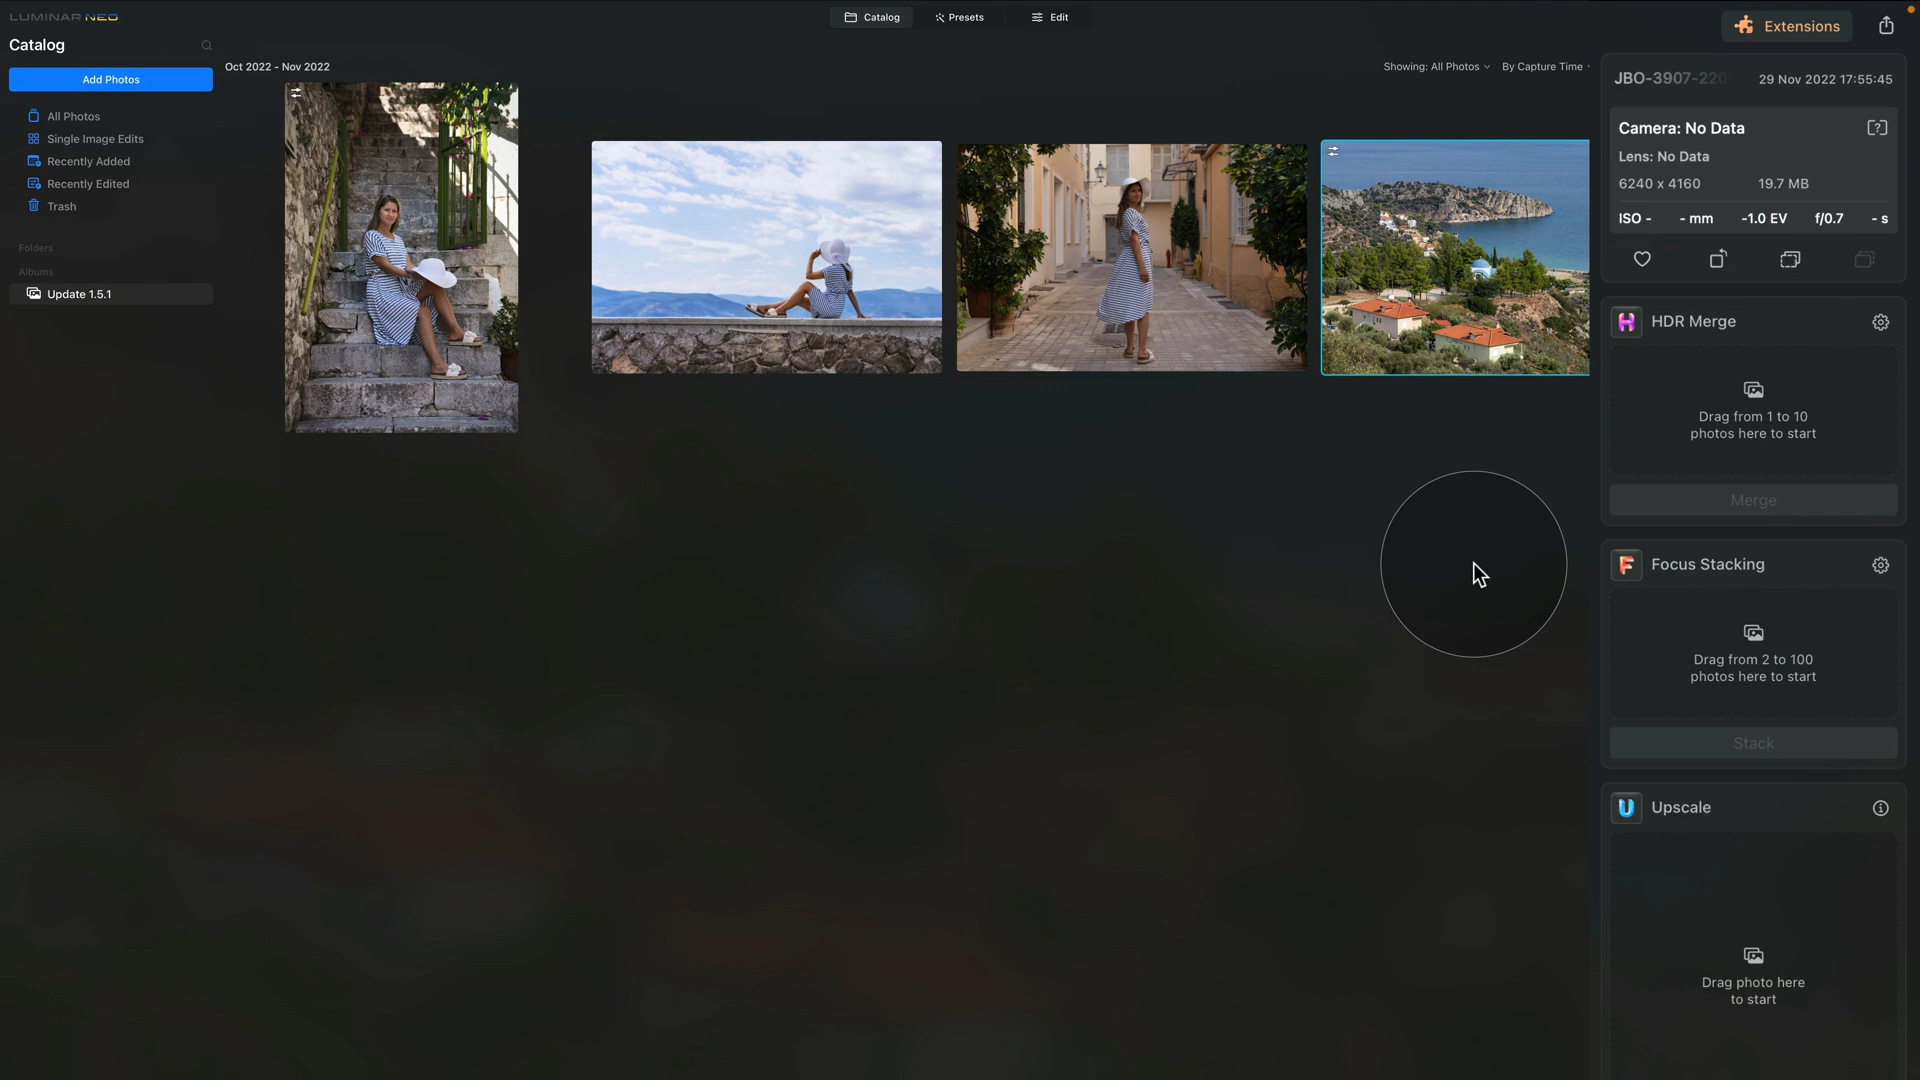 LUMINAR NEO
Catalog
Presets
Edit
Extensions
Catalog
Add Photos
All Photos
Single Image Edits
Recently Added
Recently Edited
Trash
Folders
Albums
Update 1.5.1
Oct 2022 - Nov 2022
Showing: All Photos
By Capture Time
JBO-3907-220
29 Nov 2022 17:55:45
Camera: No Data
Lens: No Data
6240 x 4160
19.7 MB
ISO -
- mm
-1.0 EV
f/0.7
- s
HDR Merge
Drag from 1 to 10
photos here to start
Merge
Focus Stacking
Drag from 2 to 100
photos here to start
Stack
Upscale
Drag photo here
to start